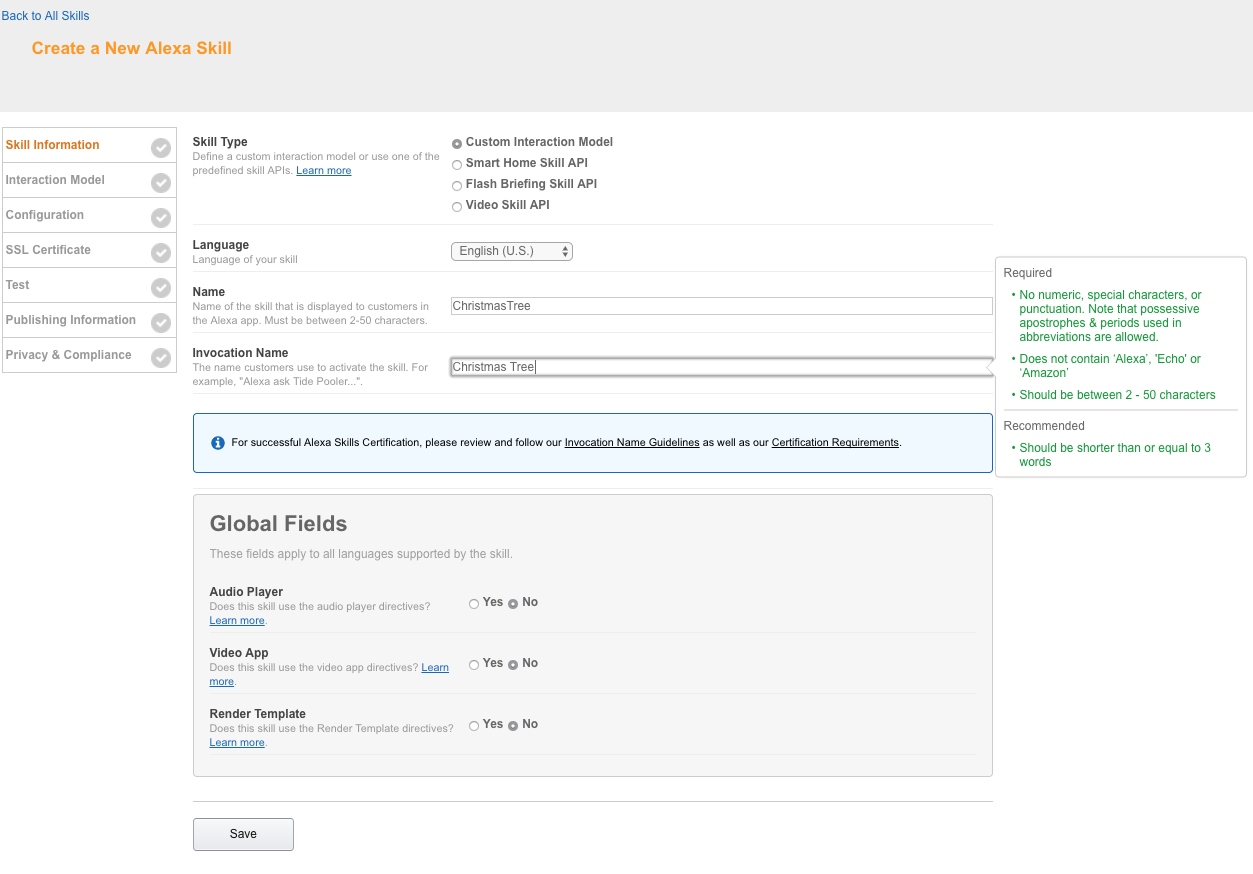 Back to All Skills
Create a New Alexa Skill
Skill Information
Interaction Model
Configuration
SSL Certificate
Test
Publishing Information
Privacy & Compliance
Skill Type
Define a custom interaction model or use one of the
predefined skill APIs. Learn more
Custom Interaction Model
Smart Home Skill API
Flash Briefing Skill API
Video Skill API
Language
Language of your skill
English (U.S.)
Name
Name of the skill that is displayed to customers in
the Alexa app. Must be between 2-50 characters.
ChristmasTree
Invocation Name
The name customers use to activate the skill. For
example, "Alexa ask Tide Pooler...".
Christmas Tree
Required
• No numeric, special characters, or
punctuation. Note that possessive
apostrophes & periods used in
abbreviations are allowed.
• Does not contain ‘Alexa’, 'Echo' or
‘Amazon’
• Should be between 2 - 50 characters
Recommended
• Should be shorter than or equal to 3
words
For successful Alexa Skills Certification, please review and follow our Invocation Name Guidelines as well as our Certification Requirements.
Global Fields
These fields apply to all languages supported by the skill.
Audio Player
Does this skill use the audio player directives?
Learn more.
Yes No
Video App
Does this skill use the video app directives? Learn
more.
Yes No
Render Template
Does this skill use the Render Template directives?
Learn more.
Yes No
Save